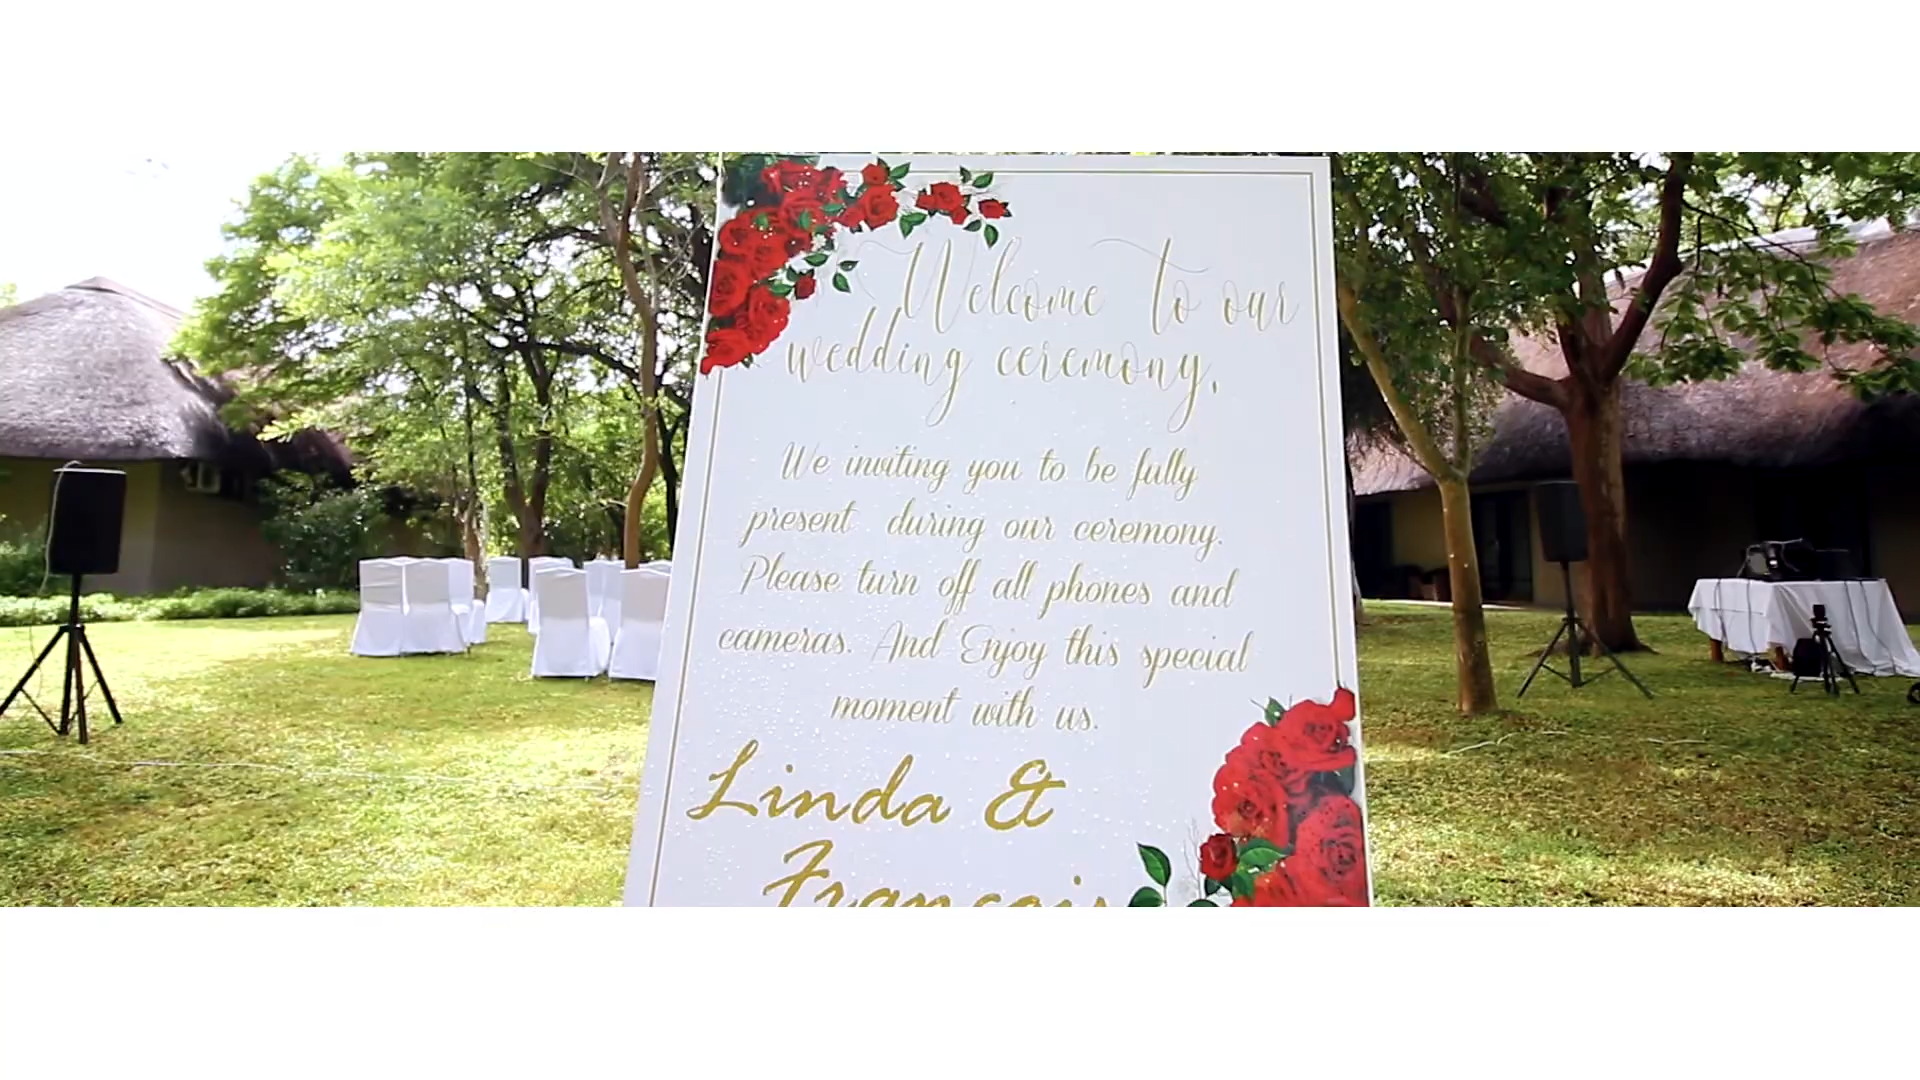 Welcome to our
wedding ceremony,
We inviting you to be fully
present during our ceremony.
Please turn off all phones and
cameras. And Enjoy this special
moment with us.
Linda &
Francois